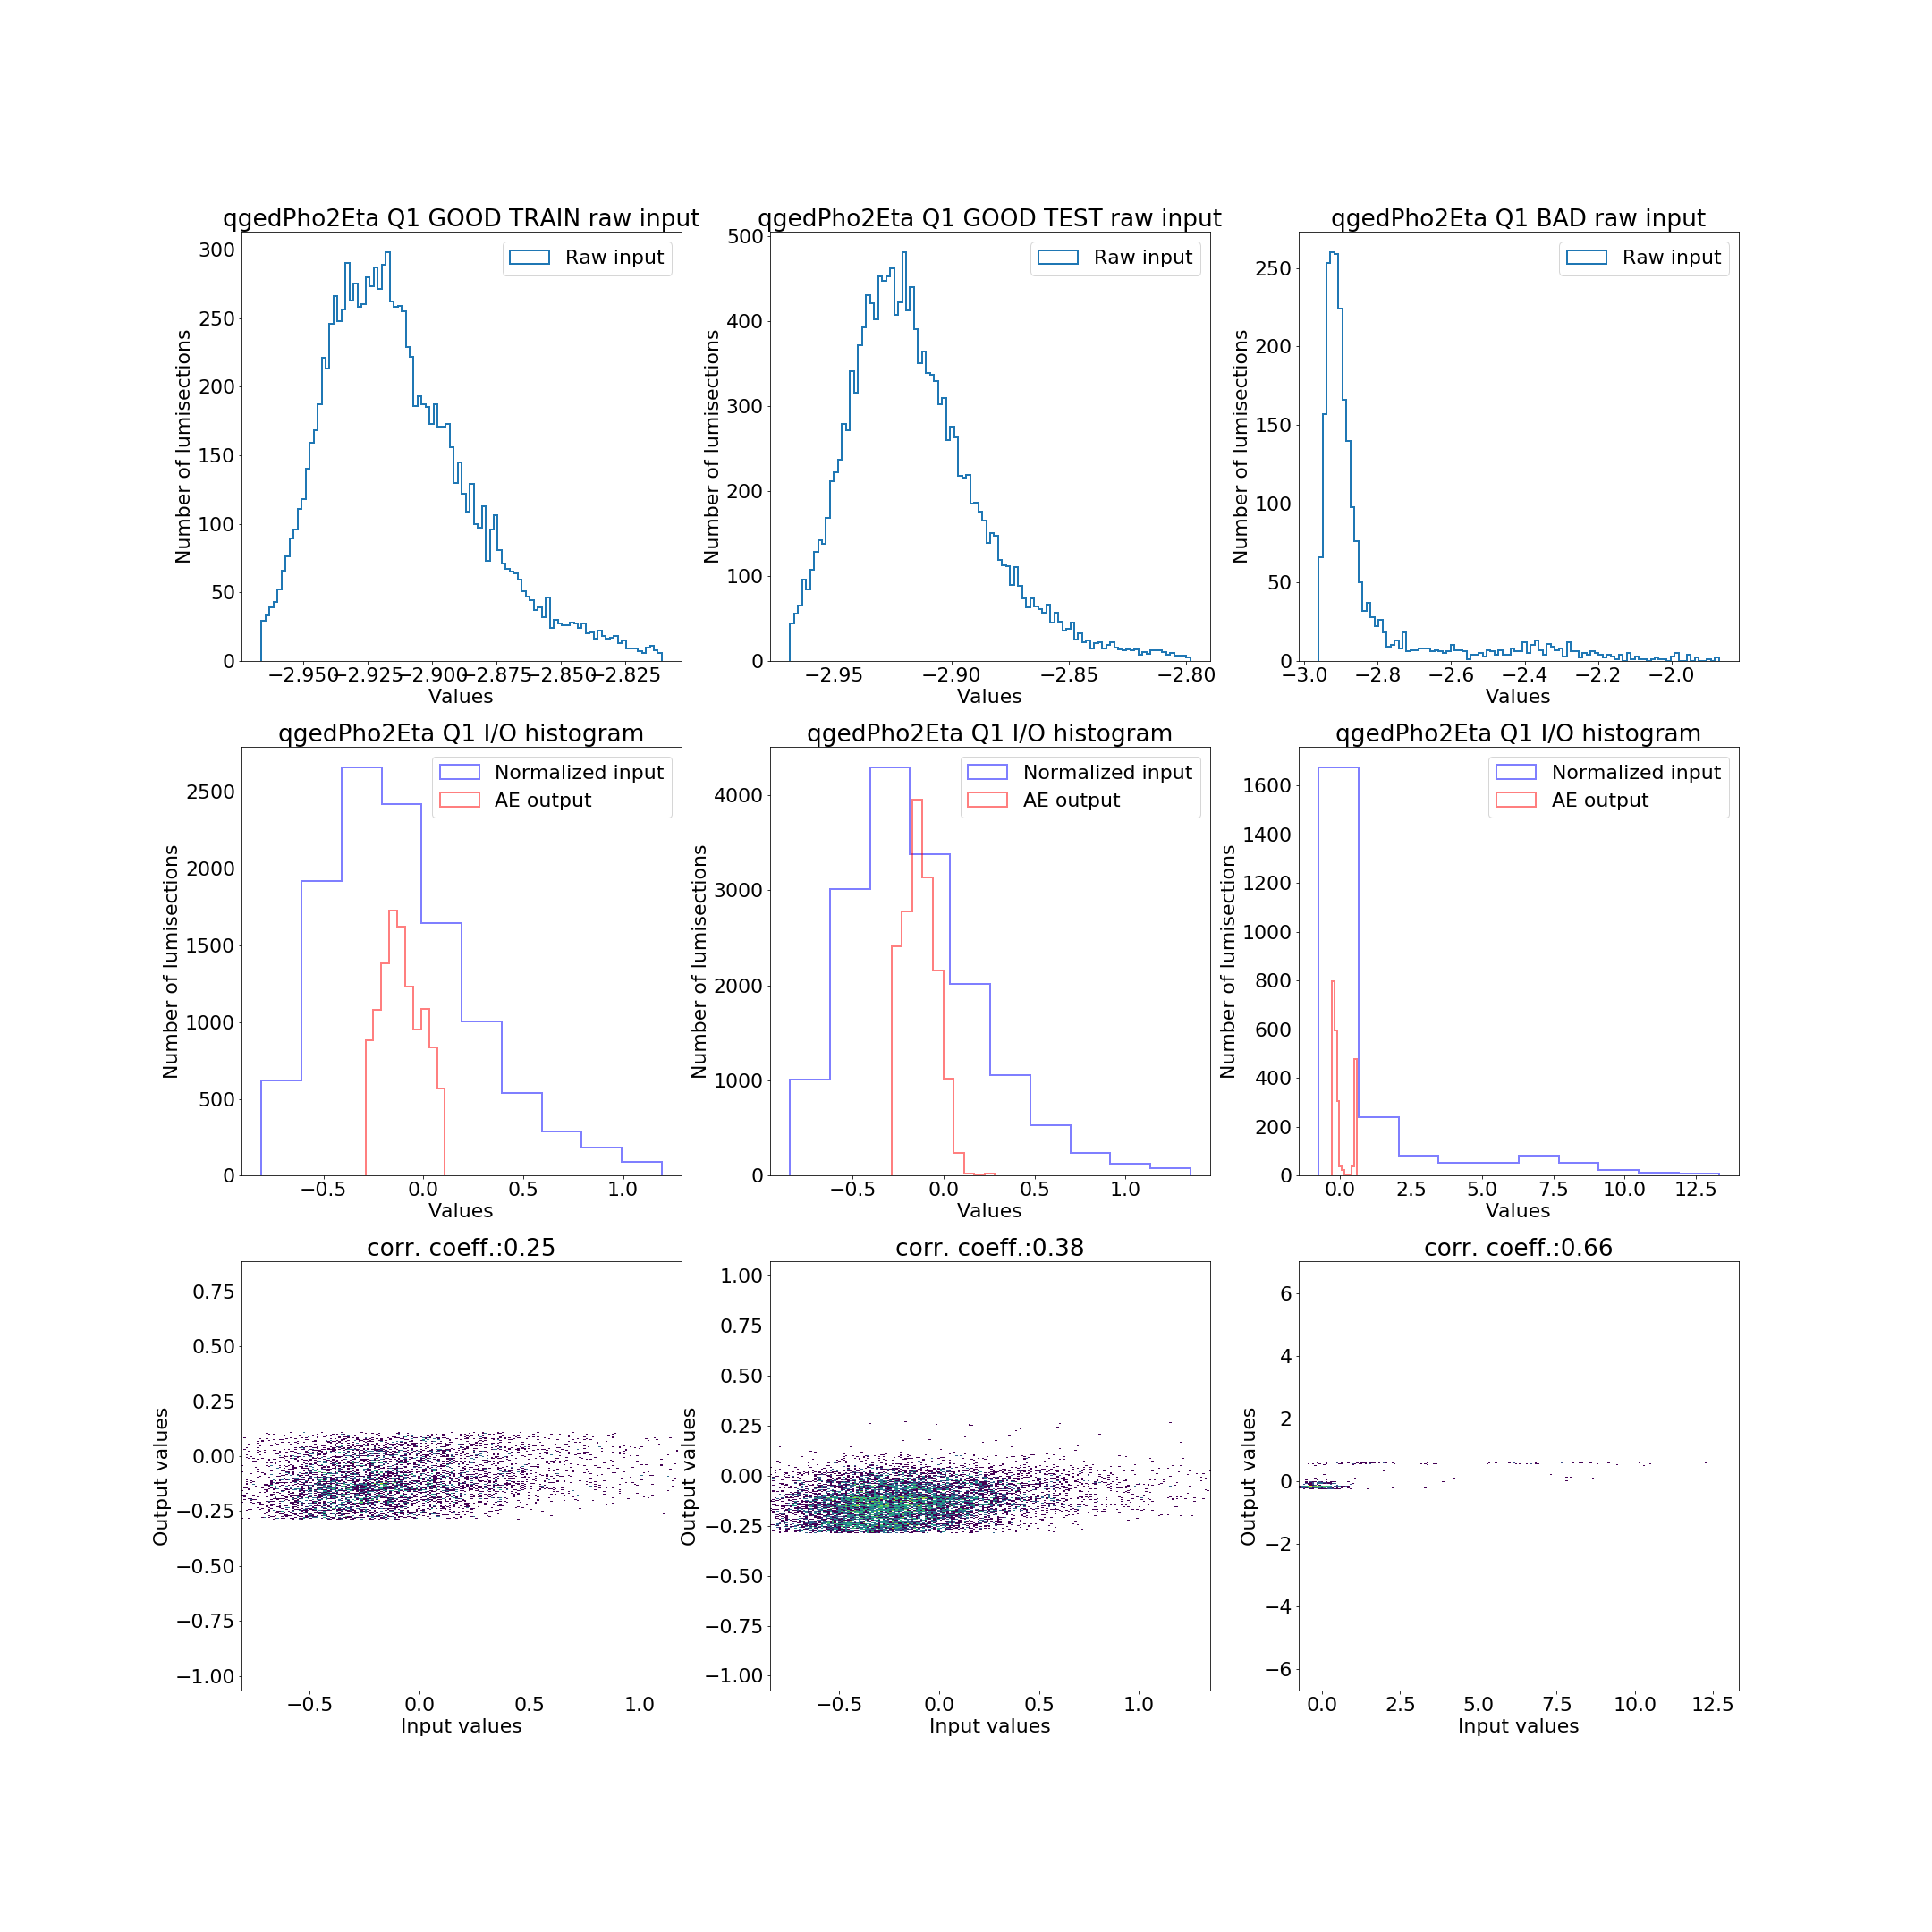 qgedPho2Eta Q1 GOOD TRAIN raw input
Raw input
Number of lumisections
300
250
200
150
100
50
0
−2.950 −2.925 −2.900 −2.875 −2.850 −2.825
Values
qgedPho2Eta Q1 GOOD TEST raw input
Raw input
Number of lumisections
500
400
300
200
100
0
−2.95 −2.90 −2.85 −2.80
Values
qgedPho2Eta Q1 BAD raw input
Raw input
Number of lumisections
250
200
150
100
50
0
−3.0 −2.8 −2.6 −2.4 −2.2 −2.0
Values
qgedPho2Eta Q1 I/O histogram
Normalized input
AE output
Number of lumisections
2500
2000
1500
1000
500
0
−0.5 0.0 0.5 1.0
Values
qgedPho2Eta Q1 I/O histogram
Normalized input
AE output
Number of lumisections
4000
3000
2000
1000
0
−0.5 0.0 0.5 1.0
Values
qgedPho2Eta Q1 I/O histogram
Normalized input
AE output
Number of lumisections
1600
1400
1200
1000
800
600
400
200
0
0.0 2.5 5.0 7.5 10.0 12.5
Values
corr. coeff.:0.25
Output values
0.75
0.50
0.25
0.00
−0.25
−0.50
−0.75
−1.00
−0.5 0.0 0.5 1.0
Input values
corr. coeff.:0.38
Output values
1.00
0.75
0.50
0.25
0.00
−0.25
−0.50
−0.75
−1.00
−0.5 0.0 0.5 1.0
Input values
corr. coeff.:0.66
Output values
6
4
2
0
−2
−4
−6
0.0 2.5 5.0 7.5 10.0 12.5
Input values